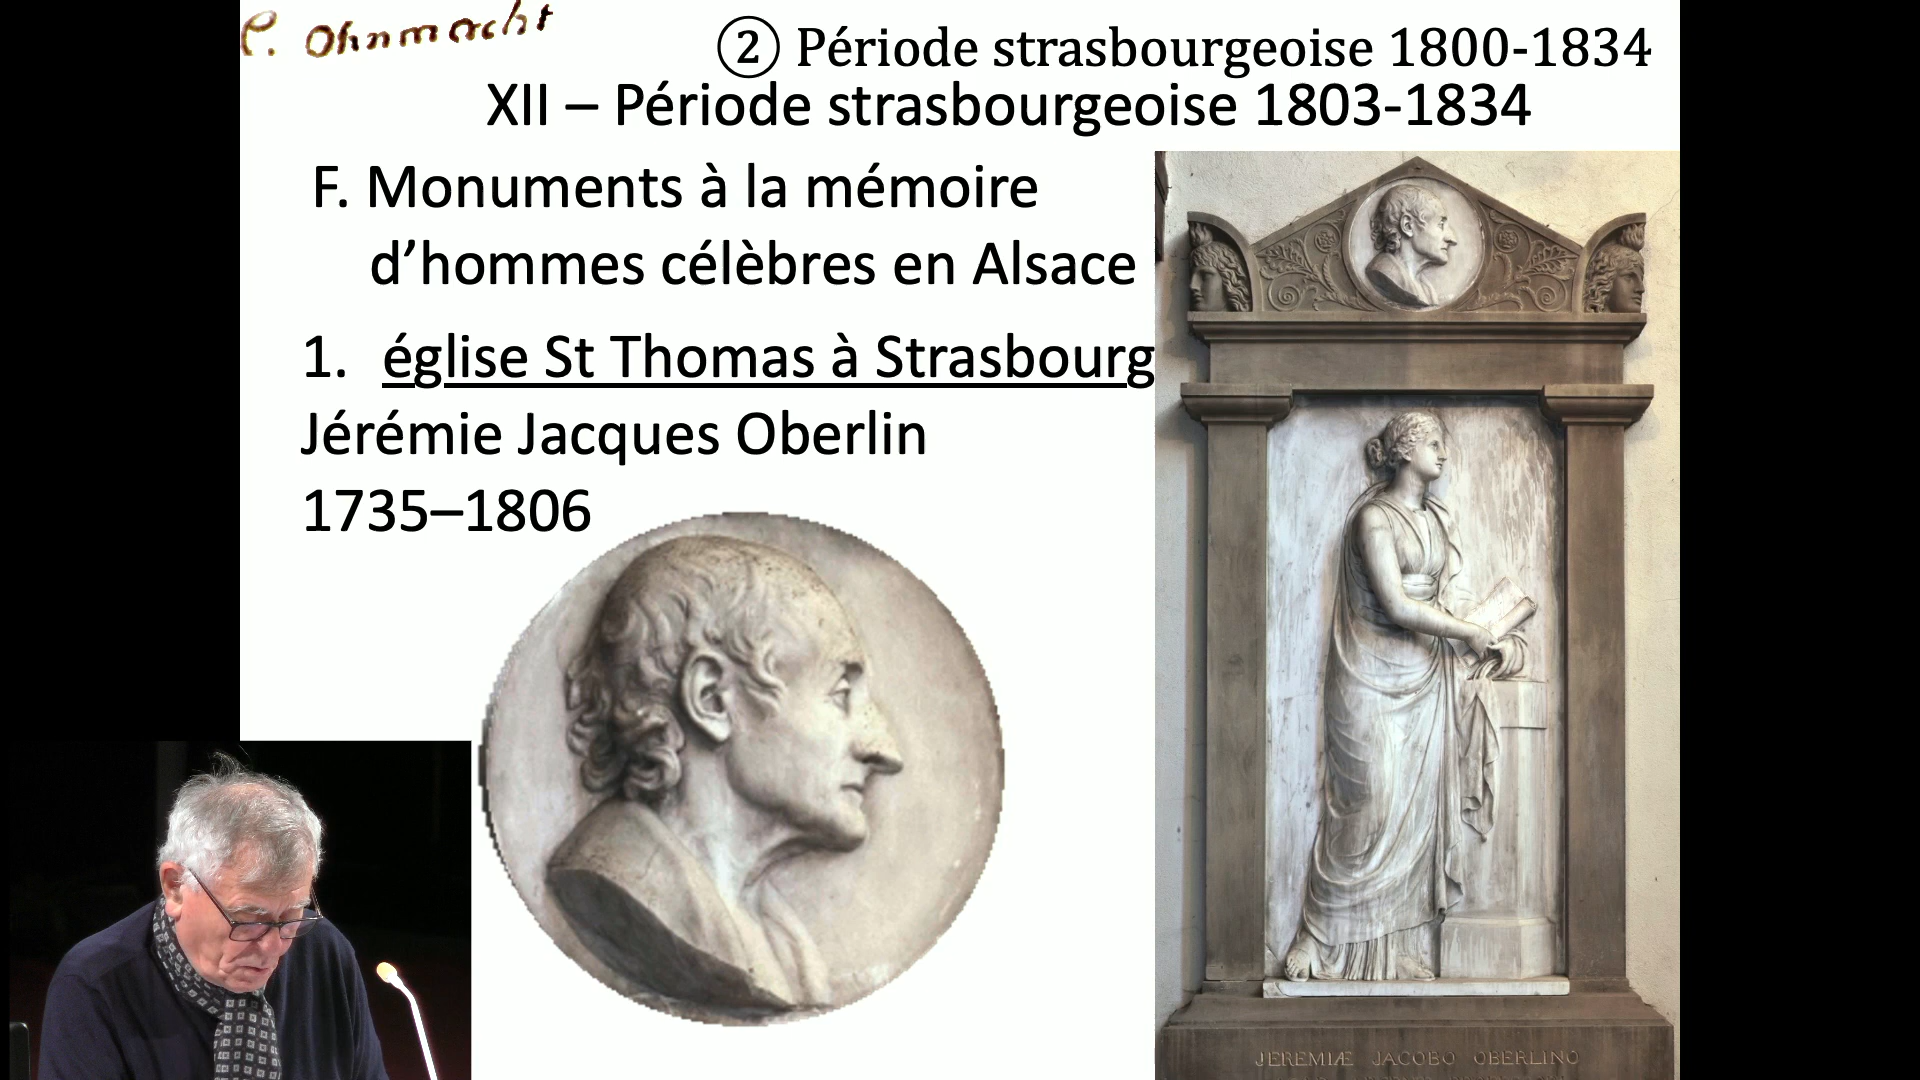 P. Ohnmacht
② Période strasbourgeoise 1800-1834
XII – Période strasbourgeoise 1803-1834
F. Monuments à la mémoire
d’hommes célèbres en Alsace
1. église St Thomas à Strasbourg
Jérémie Jacques Oberlin
1735–1806
JEREMIÆ JACOBO OBERLINO